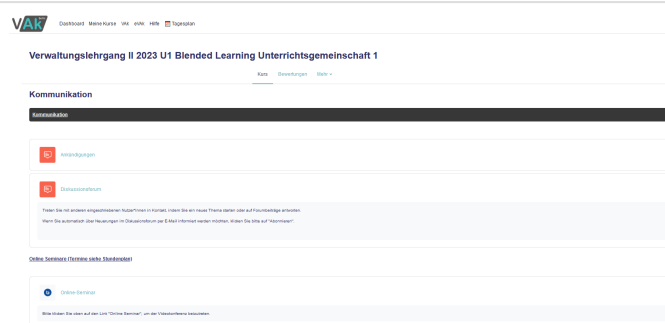 VAk
Dashboard Meine Kurse VAk eVAk Hilfe Tagesplan
Verwaltungslehrgang II 2023 U1 Blended Learning Unterrichtsgemeinschaft 1
Kurs Bewertungen Mehr
Kommunikation
Kommunikation
Ankündigungen
Diskussionsforum
Treten Sie mit anderen eingeschriebenen Nutzer*innen in Kontakt, indem Sie ein neues Thema starten oder auf Forumbeiträge antworten.
Wenn Sie automatisch über Neuerungen im Diskussionsforum per E-Mail informiert werden möchten, klicken Sie bitte auf "Abonnieren".
Online Seminare (Termine siehe Stundenplan)
Online-Seminar
Bitte klicken Sie oben auf den Link "Online Seminar", um der Videokonferenz beizutreten.